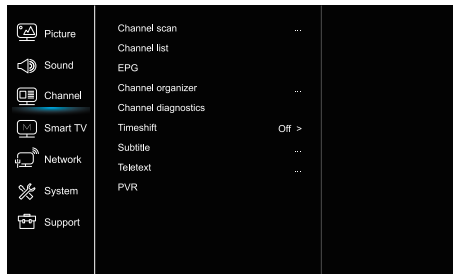 Picture
Sound
Channel
Smart TV
Network
System
Support
Channel scan ...
Channel list
EPG
Channel organizer ...
Channel diagnostics
Timeshift Off >
Subtitle ...
Teletext ...
PVR